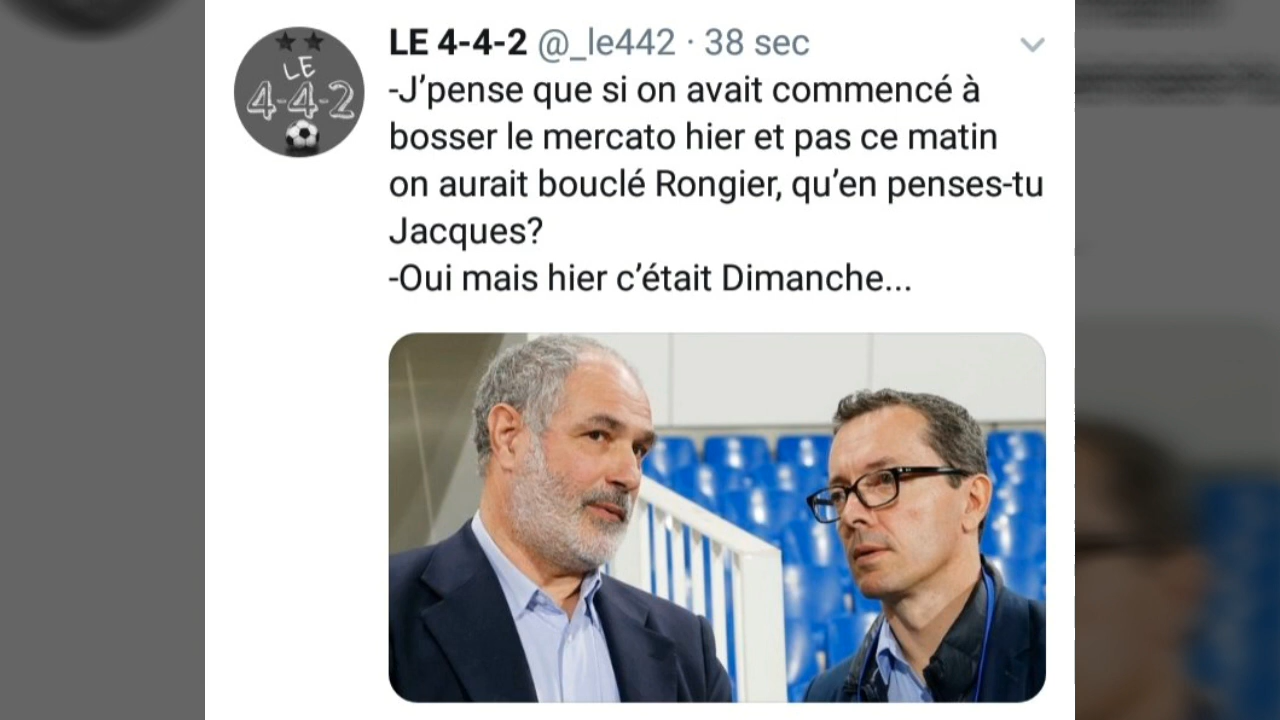 LE 4-4-2
LE 4-4-2 @_le442 · 38 sec
-J’pense que si on avait commencé à
bosser le mercato hier et pas ce matin
on aurait bouclé Rongier, qu’en penses-tu
Jacques?
-Oui mais hier c’était Dimanche...